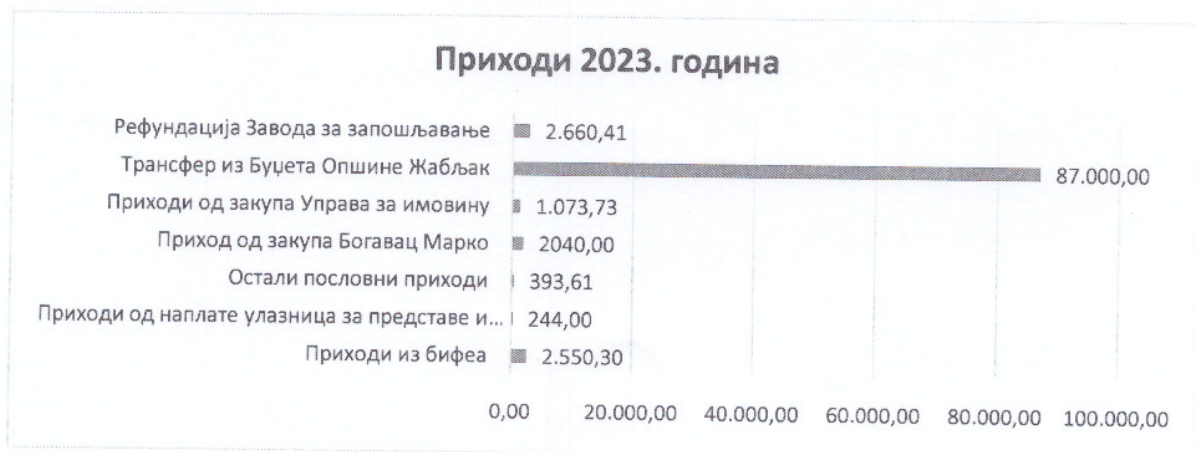 Приходи 2023. година
Рефундација Завода за запошљавање 2.660,41
Трансфер из Буџета Општине Жабљак 87.000,00
Приходи од закупа Управа за имовину 1.073,73
Приход од закупа Богавац Марко 2040,00
Остали пословни приходи 393,61
Приходи од наплате улазница за представе и... 244,00
Приходи из бифеа 2.550,30
0,00 20.000,00 40.000,00 60.000,00 80.000,00 100.000,00